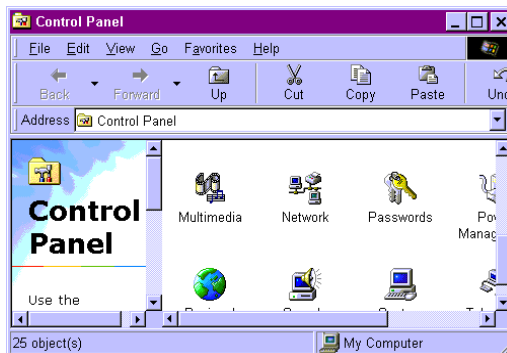 Control Panel
File Edit View Go Favorites Help
Back Forward Up Cut Copy Paste
Address Control Panel
Control
Panel
Use the
Multimedia Network Passwords
25 object(s) My Computer